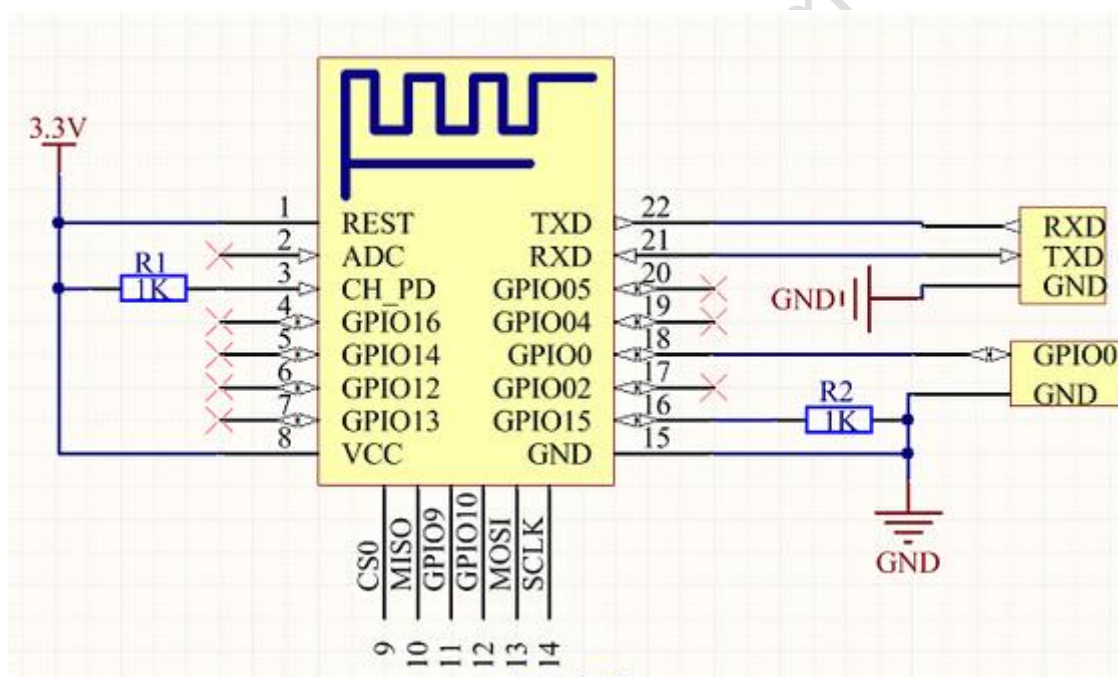 3.3V
1 REST TXD 22 RXD
2 ADC RXD 21 TXD
R1 1K 3 CH_PD GPIO05 20 GND
GND
4 GPIO16 GPIO04 19
5 GPIO14 GPIO0 18 GPIO0
6 GPIO12 GPIO02 17 GND
7 GPIO13 GPIO15 16 R2 1K
8 VCC GND 15
GND
CS0 MISO GPIO9 GPIO10 MOSI SCLK
9 10 11 12 13 14